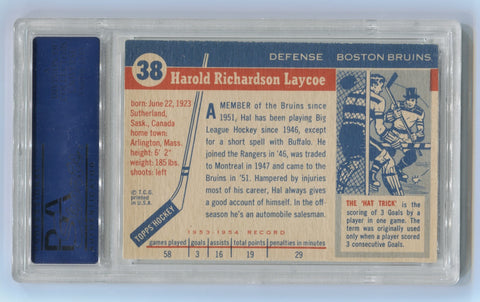 38
DEFENSE BOSTON BRUINS
Harold Richardson Laycoe
born: June 22, 1923
Sutherland,
Sask., Canada
home town:
Arlington, Mass.
height: 6' 2"
weight: 185 lbs.
shoots: left
© T.C.G.
printed in
U.S.A.
TOPPS HOCKEY
A MEMBER of the Bruins since
1951, Hal has been playing Big
League Hockey since 1946, except
for a short spell with Buffalo. He
joined the Rangers in '46, was traded
to Montreal in 1947 and came to the
Bruins in '51. Hampered by injuries
most of his career, Hal always gives
a good account of himself. In the off-
season he's an automobile salesman.
1953-1954 RECORD
games played goals assists total points penalties in minutes
58 3 16 19 29
THE 'HAT TRICK' is the
scoring of 3 Goals by a
player in one game. The
term was originally used
only when a player scored
3 consecutive Goals.